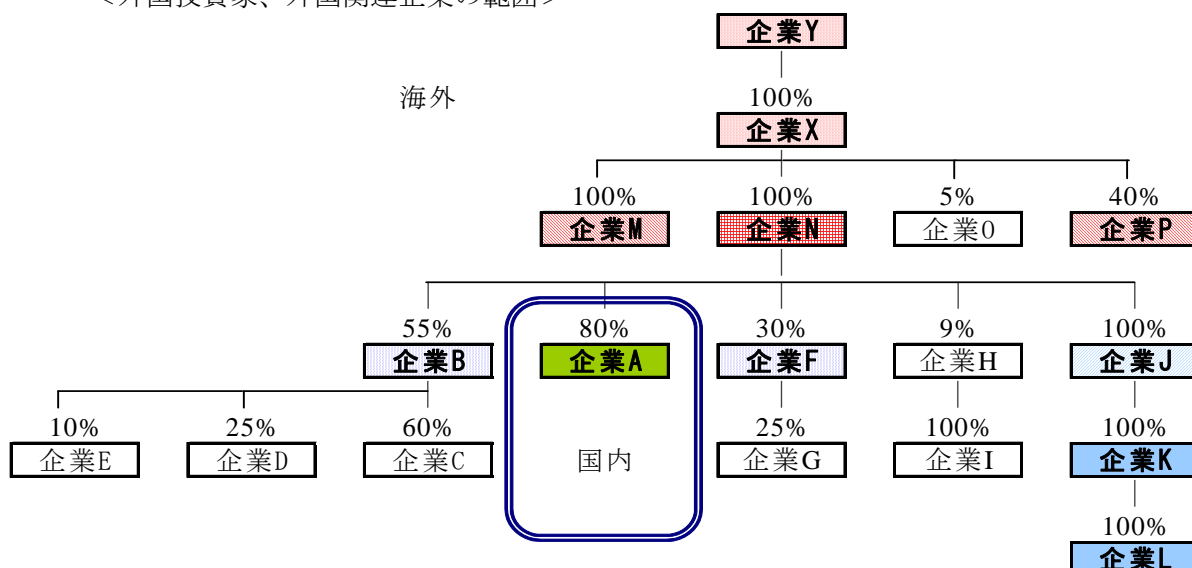 <外国投資家、外国関連企業の範囲>
企業Y
海外
100%
企業X
100% 100% 5% 40%
企業M 企業N 企業O 企業P
55% 80% 30% 9% 100%
企業B 企業A 企業F 企業H 企業J
10% 25% 60% 25% 100% 100%
企業E 企業D 企業C 国内 企業G 企業I 企業K
100%
企業L